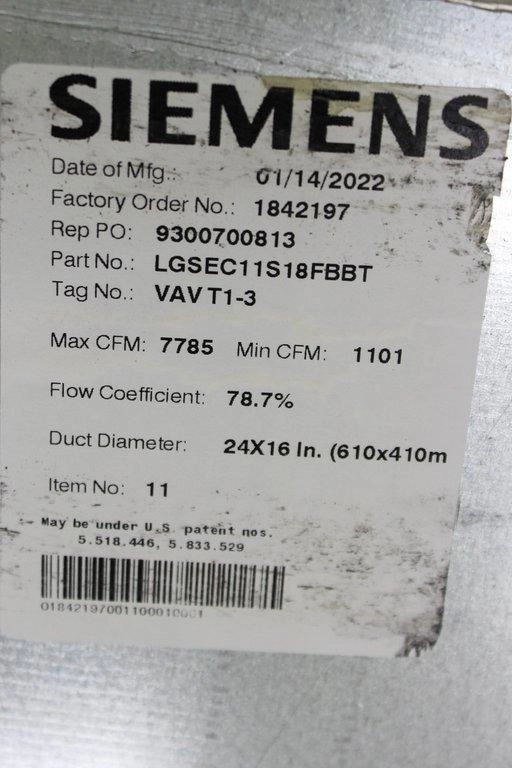 SIEMENS
Date of Mfg.: 01/14/2022
Factory Order No.: 1842197
Rep PO: 9300700813
Part No.: LGSEC11S18FBBT
Tag No.: VAV T1-3
Max CFM: 7785 Min CFM: 1101
Flow Coefficient: 78.7%
Duct Diameter: 24X16 In. (610x410m
Item No: 11
May be under U.S. patent nos.
5.518.446, 5.833.529
01842197001100010001